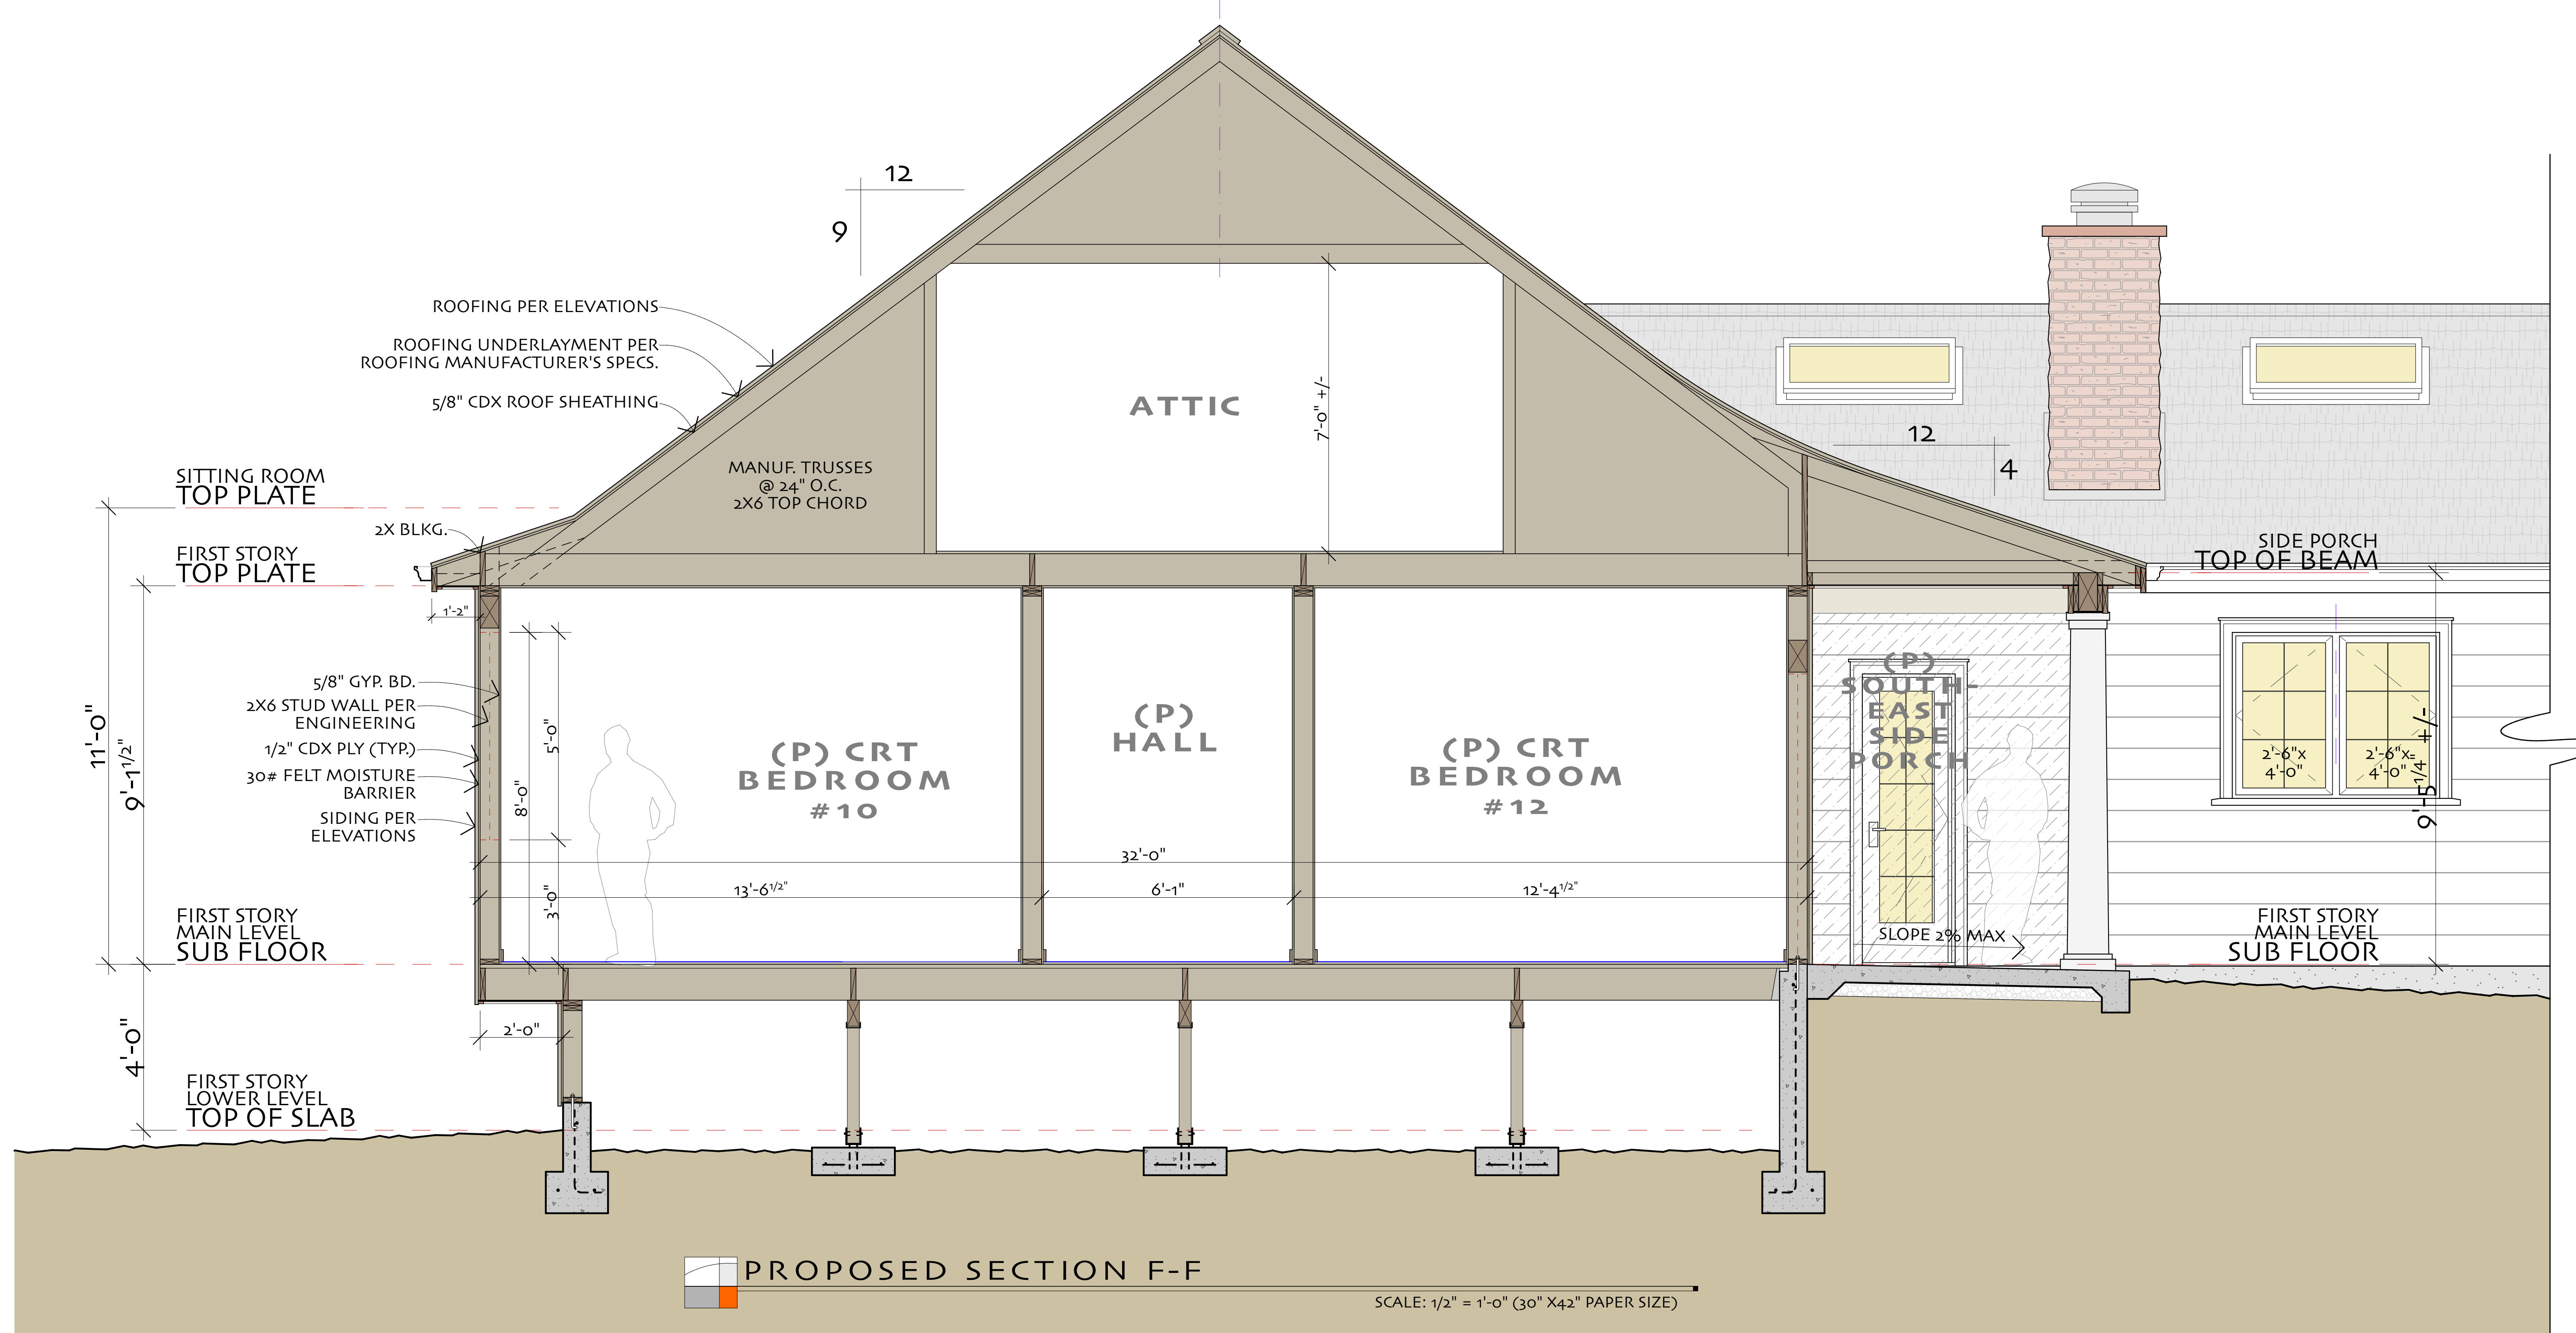 12
9
ROOFING PER ELEVATIONS
ROOFING UNDERLAYMENT PER
ROOFING MANUFACTURER'S SPECS.
5/8" CDX ROOF SHEATHING
ATTIC
7'-0" +/-
12
4
MANUF. TRUSSES
@ 24" O.C.
2X6 TOP CHORD
SITTING ROOM
TOP PLATE
2X BLKG.
FIRST STORY
TOP PLATE
SIDE PORCH
TOP OF BEAM
1'-2"
11'-0"
9'-1 1/2"
5/8" GYP. BD.
2X6 STUD WALL PER
ENGINEERING
1/2" CDX PLY (TYP.)
30# FELT MOISTURE
BARRIER
SIDING PER
ELEVATIONS
8'-0"
5'-0"
3'-0"
(P) CRT
BEDROOM
#10
(P)
HALL
(P) CRT
BEDROOM
#12
(P)
SOUTH-
EAST
SIDE
PORCH
2'-6"X
4'-0"
2'-6"X
4'-0"
9'-5 1/4" +/-
32'-0"
13'-6 1/2"
6'-1"
12'-4 1/2"
SLOPE 2% MAX
FIRST STORY
MAIN LEVEL
SUB FLOOR
FIRST STORY
MAIN LEVEL
SUB FLOOR
2'-0"
4'-0"
FIRST STORY
LOWER LEVEL
TOP OF SLAB
PROPOSED SECTION F-F
SCALE: 1/2" = 1'-0" (30" X42" PAPER SIZE)